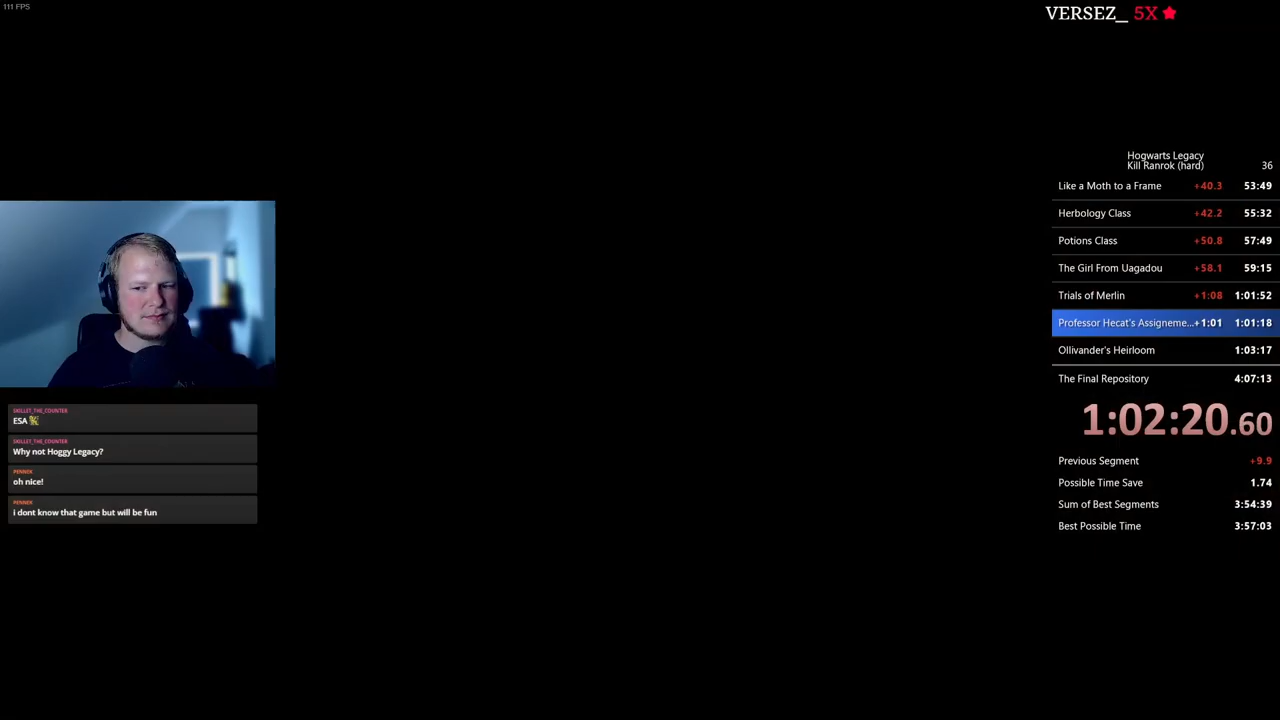 111 FPS
VERSEZ_ 5X
Hogwarts Legacy
Kill Ranrok (hard) 36
Like a Moth to a Frame +40.3 53:49
Herbology Class +42.2 55:32
Potions Class +50.8 57:49
The Girl From Uagadou +58.1 59:15
Trials of Merlin +1:08 1:01:52
Professor Hecat's Assigneme... +1:01 1:01:18
Ollivander's Heirloom 1:03:17
The Final Repository 4:07:13
1:02:20.60
Previous Segment +9.9
Possible Time Save 1.74
Sum of Best Segments 3:54:39
Best Possible Time 3:57:03
SKILLET_THE_COUNTER
ESA
SKILLET_THE_COUNTER
Why not Hoggy Legacy?
PENNER
oh nice!
PENNER
i dont know that game but will be fun